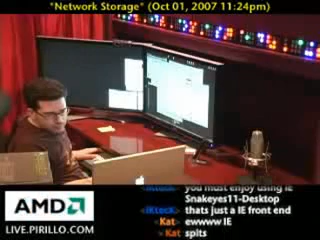 *Network Storage* (Oct 01, 2007 11:24pm)
you must enjoy using IE
Snakeyes11-Desktop
<iKteck> thats just a IE front end
<Kat> ewwww IE
<Kat> spits
AMD
LIVE.PIRILLO.COM